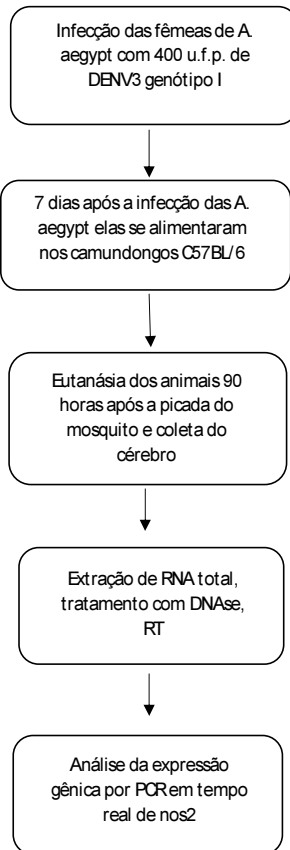 Infecção das fêmeas de A.
aegypt com 400 u.f.p. de
DENV3 genótipo I
7 dias após a infecção das A.
aegypt elas se alimentaram
nos camundongos C57BL/6
Eutanásia dos animais 90
horas após a picada do
mosquito e coleta do
cérebro
Extração de RNA total,
tratamento com DNAse,
RT
Análise da expressão
gênica por PCR em tempo
real de nos2